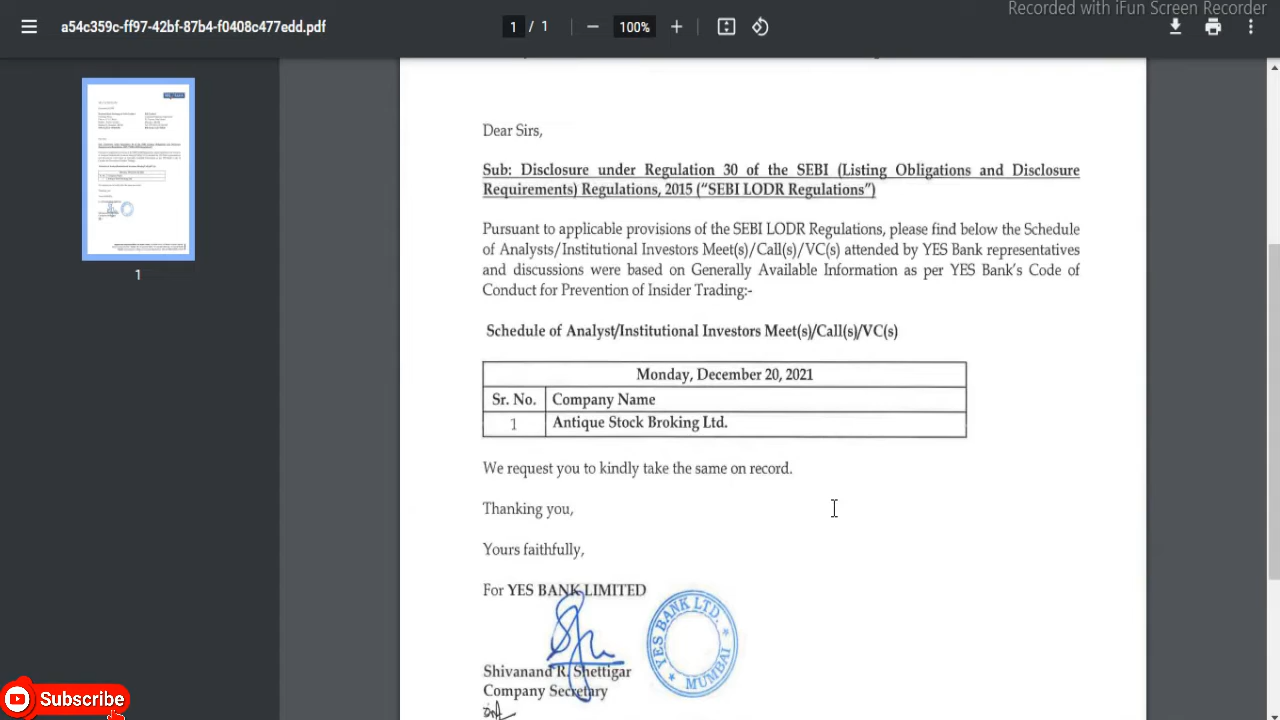 Recorded with iFun Screen Recorder
a54c359c-ff97-42bf-87b4-f0408c477edd.pdf
1 / 1
100%
1
Dear Sirs,
Sub: Disclosure under Regulation 30 of the SEBI (Listing Obligations and Disclosure
Requirements) Regulations, 2015 (“SEBI LODR Regulations”)
Pursuant to applicable provisions of the SEBI LODR Regulations, please find below the Schedule
of Analysts/Institutional Investors Meet(s)/Call(s)/VC(s) attended by YES Bank representatives
and discussions were based on Generally Available Information as per YES Bank’s Code of
Conduct for Prevention of Insider Trading:-
Schedule of Analyst/Institutional Investors Meet(s)/Call(s)/VC(s)
Monday, December 20, 2021
Sr. No. Company Name
1 Antique Stock Broking Ltd.
We request you to kindly take the same on record.
Thanking you,
Yours faithfully,
For YES BANK LIMITED
YES BANK LTD.
* MUMBAI *
Shivanand R. Shettigar
Company Secretary
Subscribe